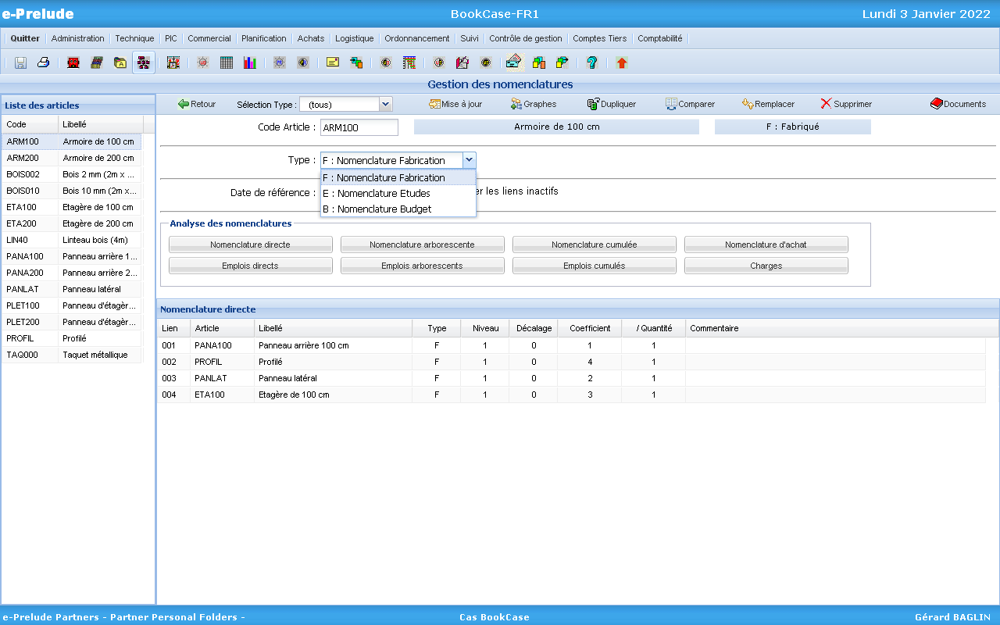 e-Prelude BookCase-FR1 Lundi 3 Janvier 2022
Quitter Administration Technique PIC Commercial Planification Achats Logistique Ordonnancement Suivi Contrôle de gestion Comptes Tiers Comptabilité
Gestion des nomenclatures
Liste des articles
Code Libellé
ARM100 Armoire de 100 cm
ARM200 Armoire de 200 cm
BOIS002 Bois 2 mm (2m x ...
BOIS010 Bois 10 mm (2m x...
ETA100 Etagère de 100 cm
ETA200 Etagère de 200 cm
LIN40 Linteau bois (4m)
PANA100 Panneau arrière 1...
PANA200 Panneau arrière 2...
PANLAT Panneau latéral
PLET100 Panneau d'étagèr...
PLET200 Panneau d'étagèr...
PROFIL Profilé
TAQ000 Taquet métallique
Retour Sélection Type : (tous) Mise à jour Graphes Dupliquer Comparer Remplacer Supprimer Documents
Code Article : ARM100 Armoire de 100 cm F : Fabriqué
Type : F : Nomenclature Fabrication
F : Nomenclature Fabrication
E : Nomenclature Etudes
B : Nomenclature Budget
Date de référence : er les liens inactifs
Analyse des nomenclatures
Nomenclature directe Nomenclature arborescente Nomenclature cumulée Nomenclature d'achat
Emplois directs Emplois arborescents Emplois cumulés Charges
Nomenclature directe
Lien Article Libellé Type Niveau Décalage Coefficient / Quantité Commentaire
001 PANA100 Panneau arrière 100 cm F 1 0 1 1
002 PROFIL Profilé F 1 0 4 1
003 PANLAT Panneau latéral F 1 0 2 1
004 ETA100 Etagère de 100 cm F 1 0 3 1
e-Prelude Partners - Partner Personal Folders - Cas BookCase Gérard BAGLIN